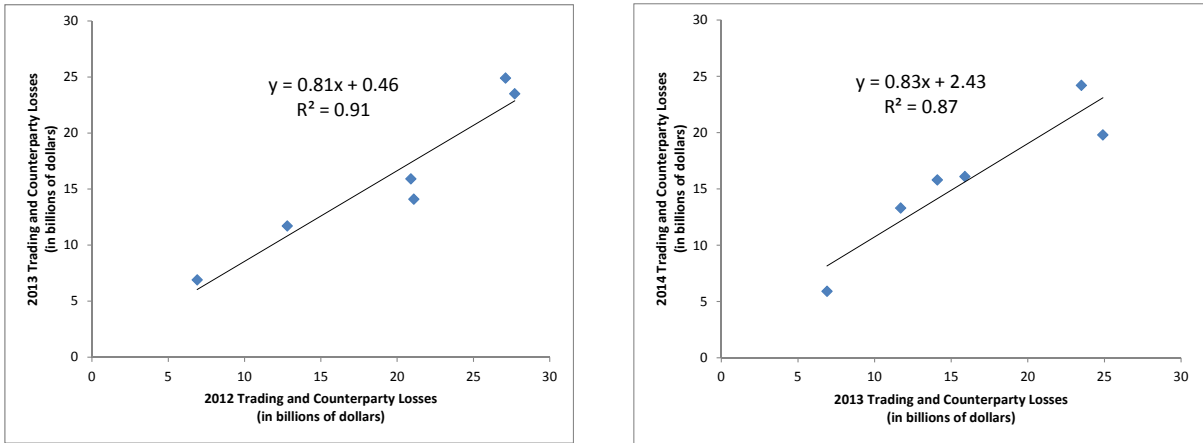 2013 Trading and Counterparty Losses
(in billions of dollars)
30
25
20
15
10
5
0
y = 0.81x + 0.46
R² = 0.91
0 5 10 15 20 25 30
2012 Trading and Counterparty Losses
(in billions of dollars)
2014 Trading and Counterparty Losses
(in billions of dollars)
30
25
20
15
10
5
0
y = 0.83x + 2.43
R² = 0.87
0 5 10 15 20 25 30
2013 Trading and Counterparty Losses
(in billions of dollars)